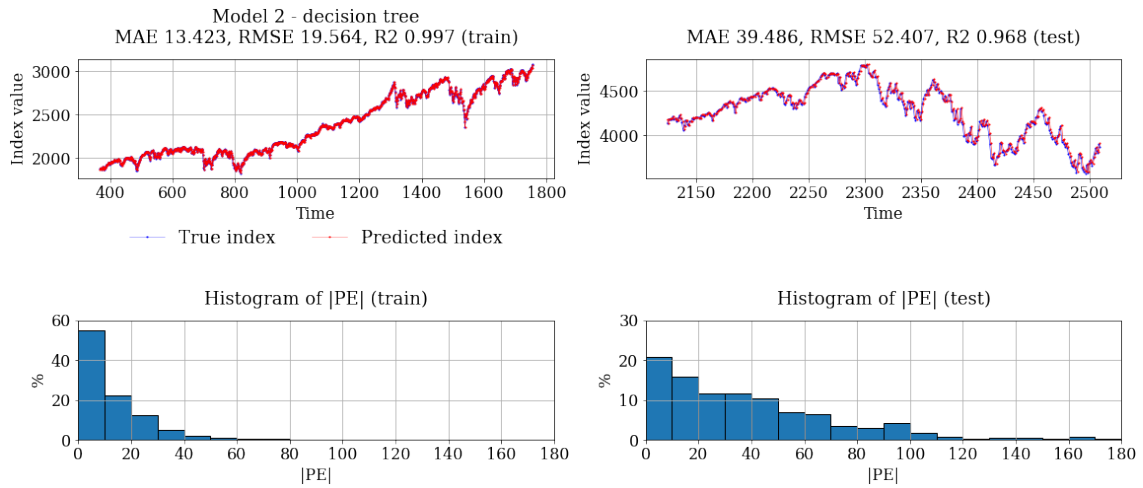 Model 2 - decision tree
MAE 13.423, RMSE 19.564, R2 0.997 (train)
Index value
3000
2500
2000
400 600 800 1000 1200 1400 1600 1800
Time
True index Predicted index
MAE 39.486, RMSE 52.407, R2 0.968 (test)
Index value
4500
4000
2150 2200 2250 2300 2350 2400 2450 2500
Time
Histogram of |PE| (train)
%
60
40
20
0
0 20 40 60 80 100 120 140 160 180
|PE|
Histogram of |PE| (test)
%
30
20
10
0
0 20 40 60 80 100 120 140 160 180
|PE|